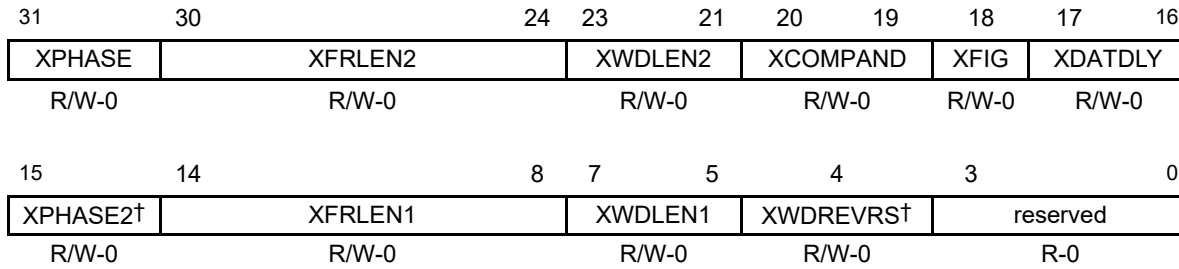 31 30 24 23 21 20 19 18 17 16
XPHASE XFRLEN2 XWDLEN2 XCOMPAND XFIG XDATDLY
R/W-0 R/W-0 R/W-0 R/W-0 R/W-0 R/W-0
15 14 8 7 5 4 3 0
XPHASE2† XFRLEN1 XWDLEN1 XWDREVRS† reserved
R/W-0 R/W-0 R/W-0 R/W-0 R-0